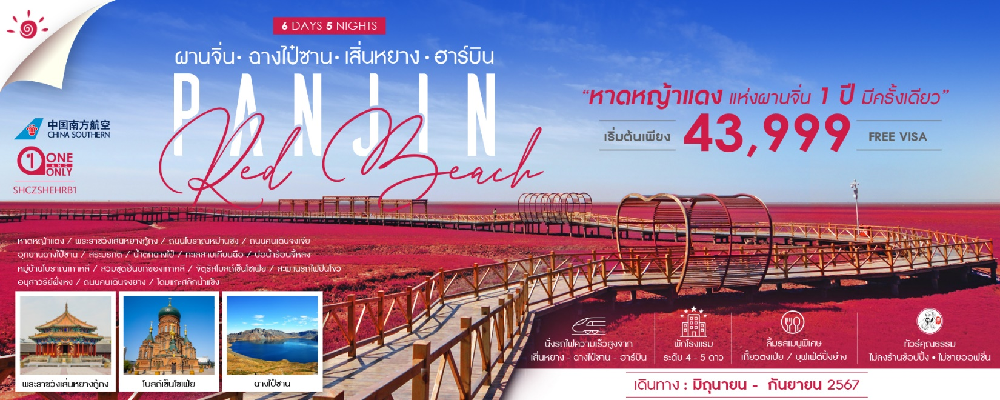 6 DAYS 5 NIGHTS
ผานจิ่น • ฉางไป๋ซาน • เสิ่นหยาง • ฮาร์บิน
PANJIN
Red Beach
中国南方航空
CHINA SOUTHERN
1 ONE
AND
ONLY
SHCZSHEHRB1
“หาดหญ้าแดง แห่งผานจิ่น 1 ปี มีครั้งเดียว”
เริ่มต้นเพียง 43,999 FREE VISA
หาดหญ้าแดง / พระราชวังเสิ่นหยางกู้กง / ถนนโบราณหม่านชิง / ถนนคนเดินจงเจีย
อุทยานฉางไป๋ซาน / สระมรกต / น้ำตกฉางไป๋ / ทะเลสาบเทียนฉือ / บ่อน้ำร้อนจี้หลง
หมู่บ้านโบราณเกาหลี / สวมชุดฮันบกของเกาหลี / จัตุรัสโบสถ์เซ็นโซเฟีย / สะพานรถไฟปินโจว
อนุสาวรีย์ฝั่งหง / ถนนคนเดินจงยาง / โดมแกะสลักน้ำแข็ง
พระราชวังเสิ่นหยางกู้กง
โบสถ์เซ็นโซเฟีย
ฉางไป๋ซาน
นั่งรถไฟความเร็วสูงจาก
เสิ่นหยาง - ฉางไป๋ซาน - ฮาร์บิน
พักโรงแรม
ระดับ 4 - 5 ดาว
ลิ้มรสเมนูพิเศษ
เกี๊ยวตงเป่ย / บุฟเฟ่ต์ปิ้งย่าง
ทัวร์คุณธรรม
ไม่ลงร้านช้อปปิ้ง • ไม่ขายออฟชั่น
เดินทาง : มิถุนายน - กันยายน 2567